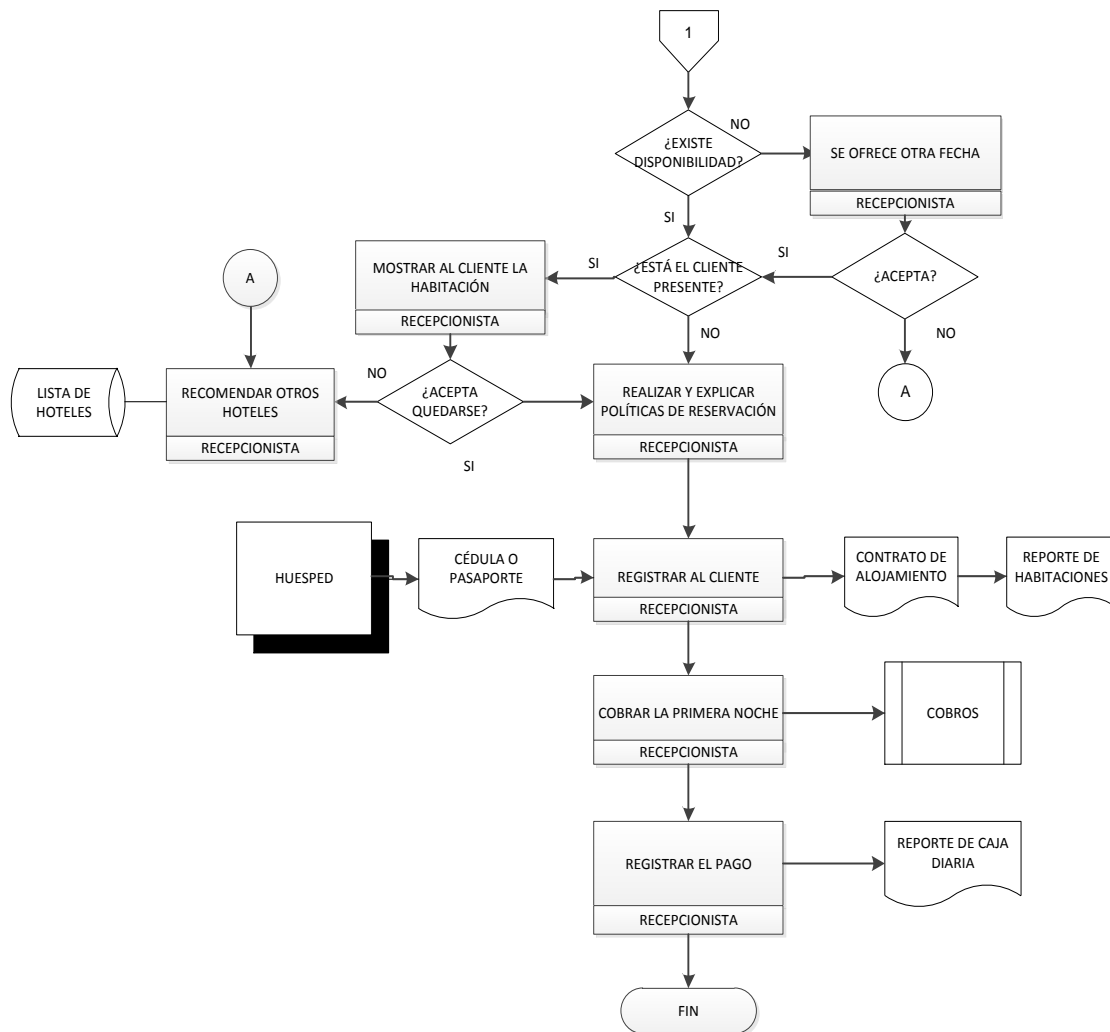 1
NO
¿EXISTE
DISPONIBILIDAD?
SE OFRECE OTRA FECHA
RECEPCIONISTA
SI
MOSTRAR AL CLIENTE LA
HABITACIÓN
RECEPCIONISTA
SI
¿ESTÁ EL CLIENTE
PRESENTE?
SI
¿ACEPTA?
A
NO
NO
A
LISTA DE
HOTELES
RECOMENDAR OTROS
HOTELES
RECEPCIONISTA
NO
¿ACEPTA
QUEDARSE?
SI
REALIZAR Y EXPLICAR
POLÍTICAS DE RESERVACIÓN
RECEPCIONISTA
HUESPED
CÉDULA O
PASAPORTE
REGISTRAR AL CLIENTE
RECEPCIONISTA
CONTRATO DE
ALOJAMIENTO
REPORTE DE
HABITACIONES
COBRAR LA PRIMERA NOCHE
RECEPCIONISTA
COBROS
REGISTRAR EL PAGO
RECEPCIONISTA
REPORTE DE CAJA
DIARIA
FIN